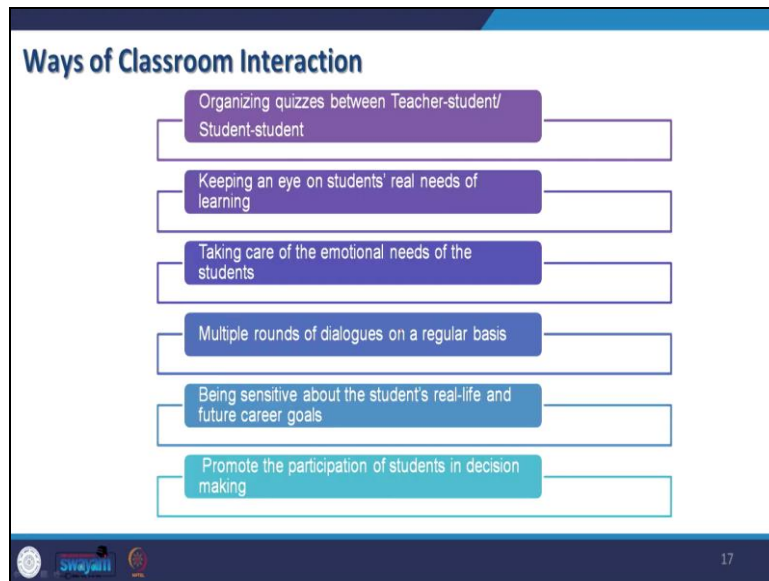 Ways of Classroom Interaction
Organizing quizzes between Teacher-student/
Student-student
Keeping an eye on students' real needs of
learning
Taking care of the emotional needs of the
students
Multiple rounds of dialogues on a regular basis
Being sensitive about the student's real-life and
future career goals
Promote the participation of students in decision
making
swayam
17